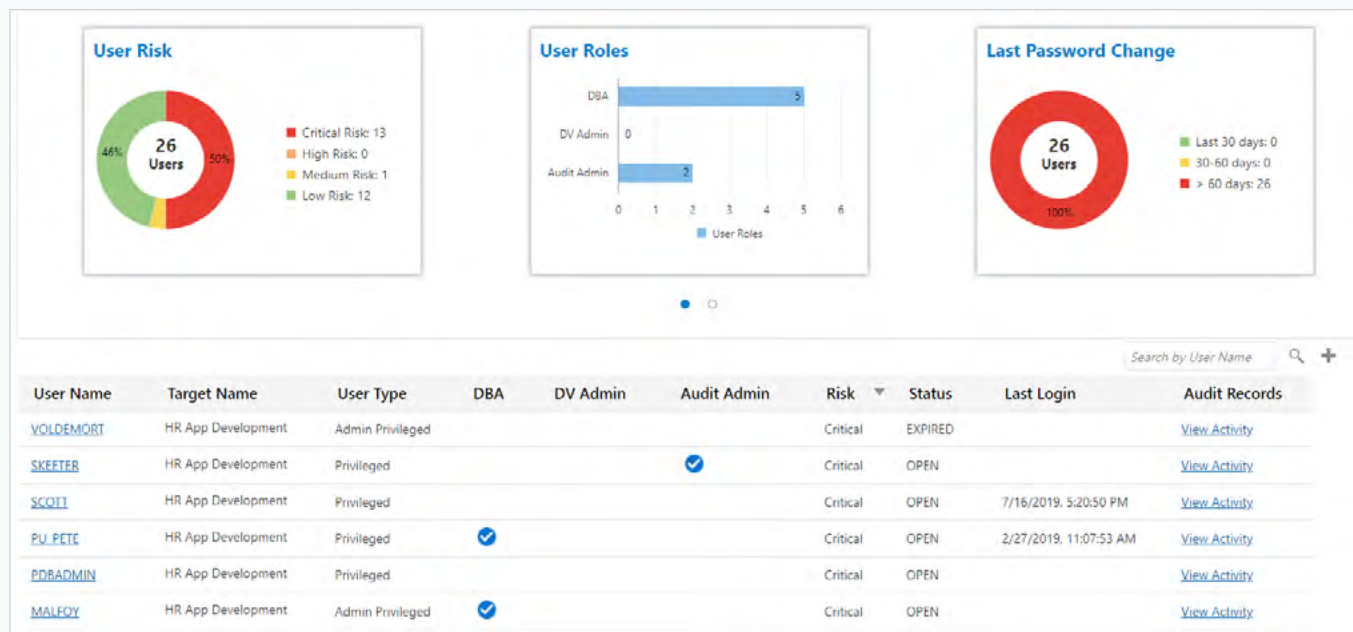 User Risk
46%
26
Users
50%
Critical Risk: 13
High Risk: 0
Medium Risk: 1
Low Risk: 12
User Roles
DBA 5
DV Admin 0
Audit Admin 2
0 1 2 3 4 5 6
User Roles
Last Password Change
26
Users
100%
Last 30 days: 0
30-60 days: 0
> 60 days: 26
Search by User Name
User Name Target Name User Type DBA DV Admin Audit Admin Risk Status Last Login Audit Records
VOLDEMORT HR App Development Admin Privileged Critical EXPIRED View Activity
SKEETER HR App Development Privileged Critical OPEN View Activity
SCOTT HR App Development Privileged Critical OPEN 7/16/2019, 5:20:50 PM View Activity
PU_PETE HR App Development Privileged Critical OPEN 2/27/2019, 11:07:53 AM View Activity
PDBADMIN HR App Development Privileged Critical OPEN View Activity
MALFOY HR App Development Admin Privileged Critical OPEN View Activity